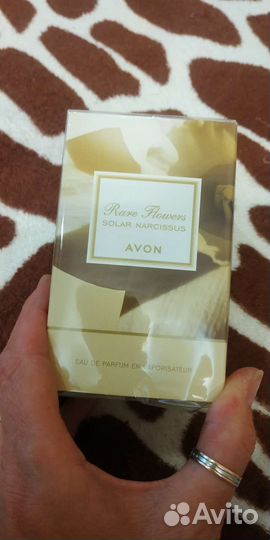 Rare Flowers
SOLAR NARCISSUS
AVON
EAU DE PARFUM EN VAPORISATEUR
Avito